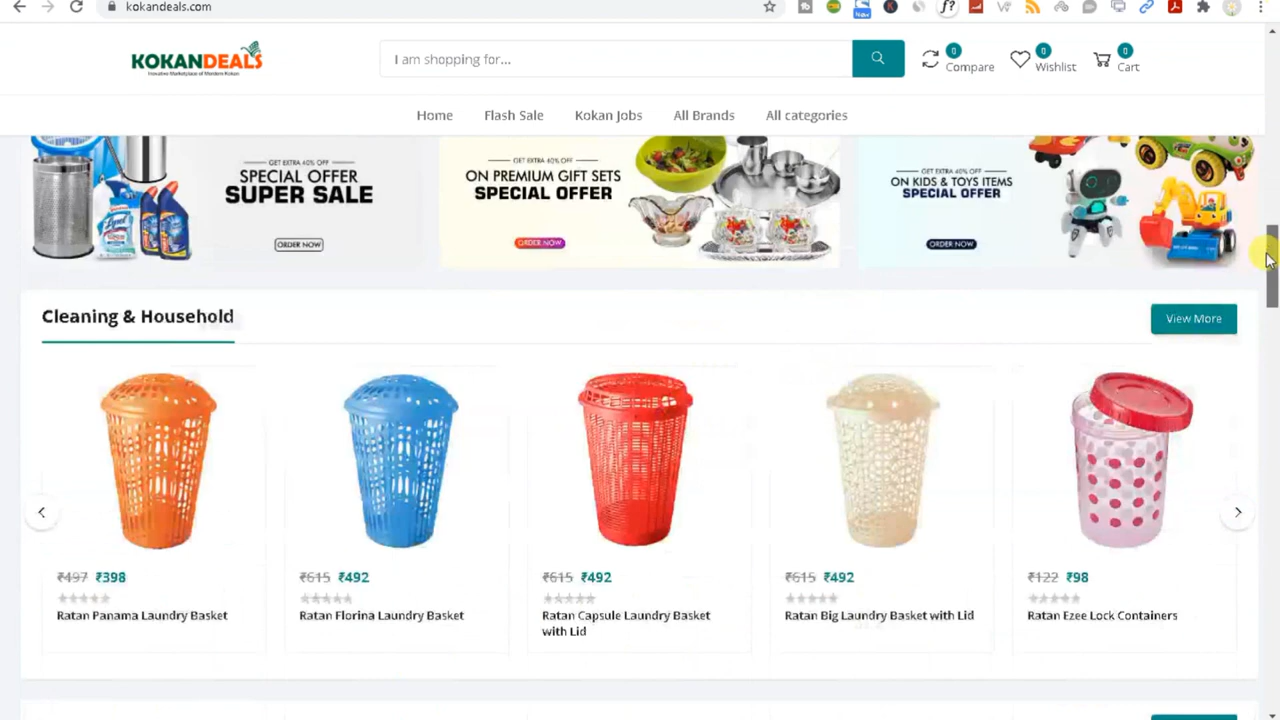 kokandeals.com
New
f?
KOKANDEALS
Inovative Marketplace of Mordern Kokan
I am shopping for...
0
Compare
0
Wishlist
0
Cart
Home
Flash Sale
Kokan Jobs
All Brands
All categories
GET EXTRA 40% OFF
SPECIAL OFFER
SUPER SALE
ORDER NOW
Lysol
GET EXTRA 40% OFF
ON PREMIUM GIFT SETS
SPECIAL OFFER
ORDER NOW
GET EXTRA 40% OFF
ON KIDS & TOYS ITEMS
SPECIAL OFFER
ORDER NOW
Cleaning & Household
View More
₹497 ₹398
Ratan Panama Laundry Basket
₹615 ₹492
Ratan Florina Laundry Basket
₹615 ₹492
Ratan Capsule Laundry Basket
with Lid
₹615 ₹492
Ratan Big Laundry Basket with Lid
₹122 ₹98
Ratan Ezee Lock Containers